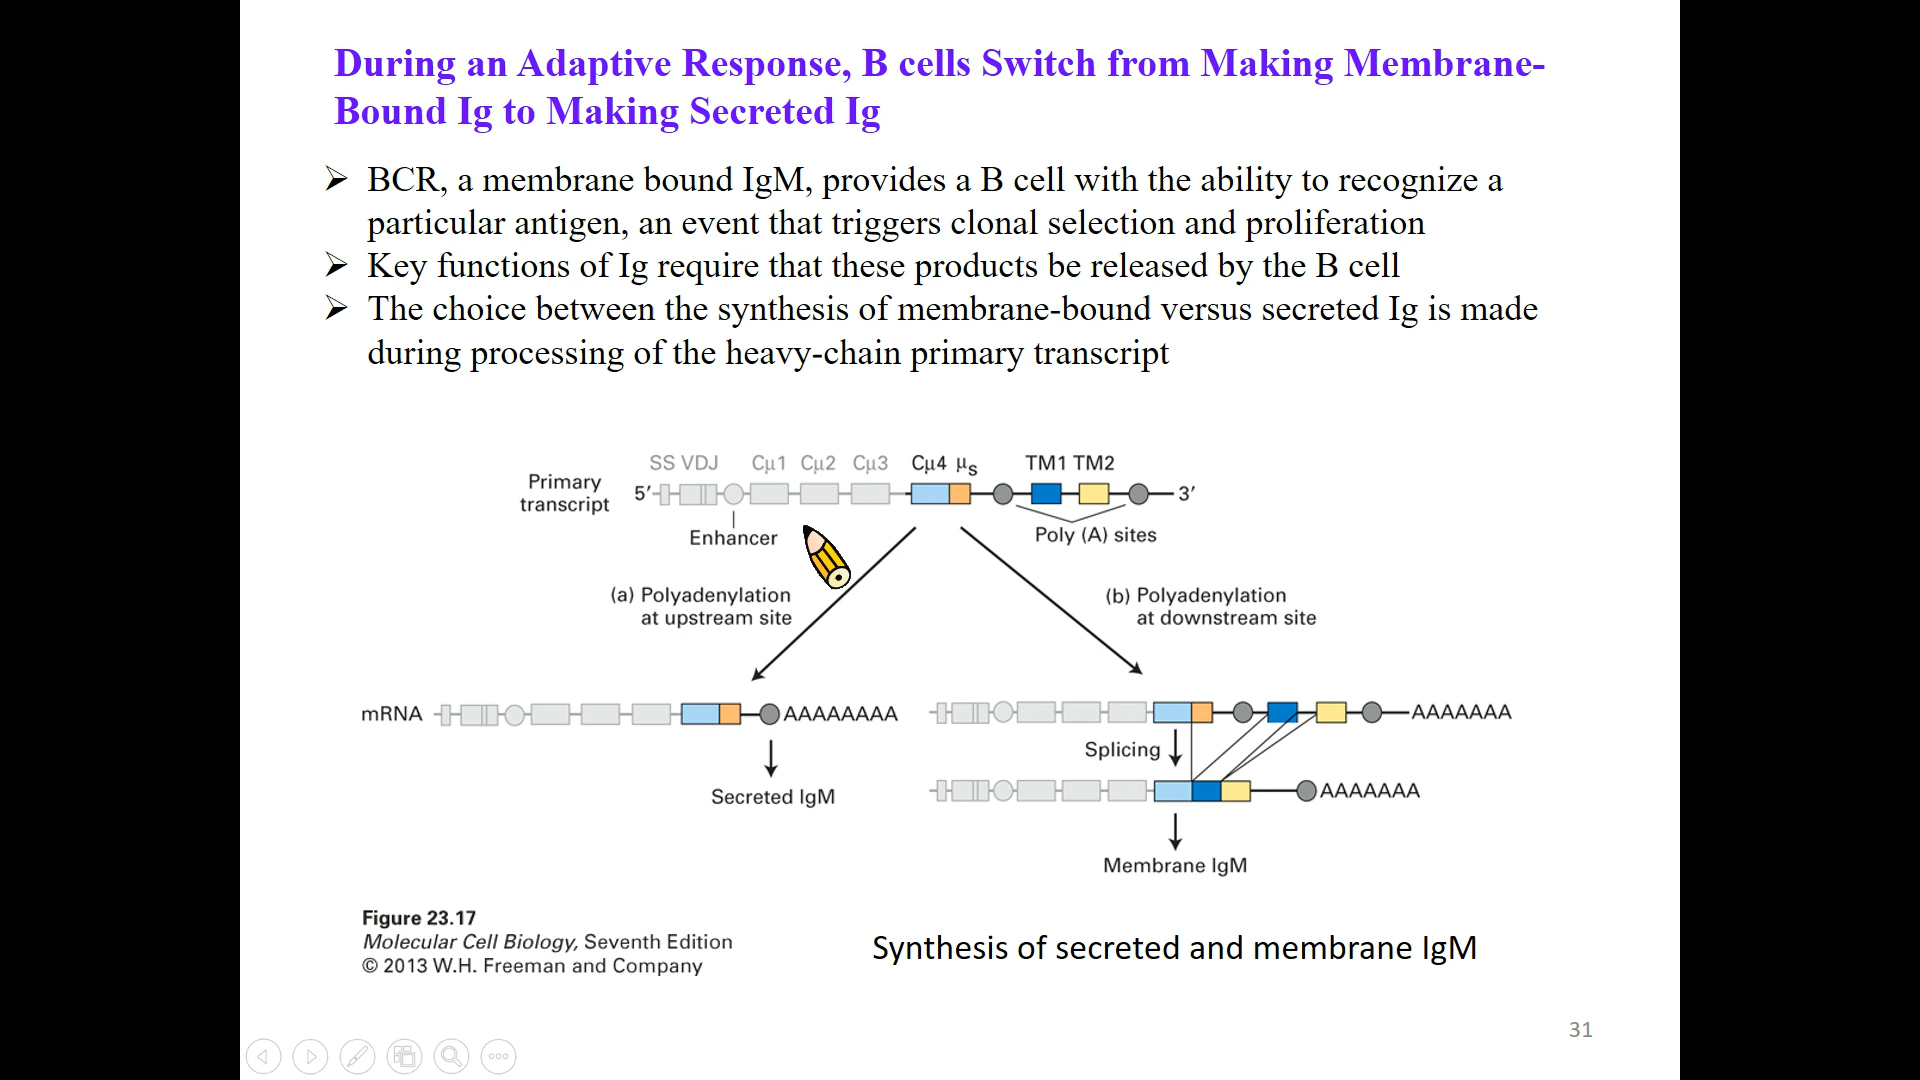 During an Adaptive Response, B cells Switch from Making Membrane-
Bound Ig to Making Secreted Ig
BCR, a membrane bound IgM, provides a B cell with the ability to recognize a
particular antigen, an event that triggers clonal selection and proliferation
Key functions of Ig require that these products be released by the B cell
The choice between the synthesis of membrane-bound versus secreted Ig is made
during processing of the heavy-chain primary transcript
SS VDJ Cμ1 Cμ2 Cμ3 Cμ4 μs TM1 TM2
Primary
transcript
5′ 3′
Enhancer
Poly (A) sites
(a) Polyadenylation
at upstream site
(b) Polyadenylation
at downstream site
mRNA
AAAAAAAA
AAAAAAA
Splicing
Secreted IgM
AAAAAAA
Membrane IgM
Figure 23.17
Molecular Cell Biology, Seventh Edition
© 2013 W.H. Freeman and Company
Synthesis of secreted and membrane IgM
31